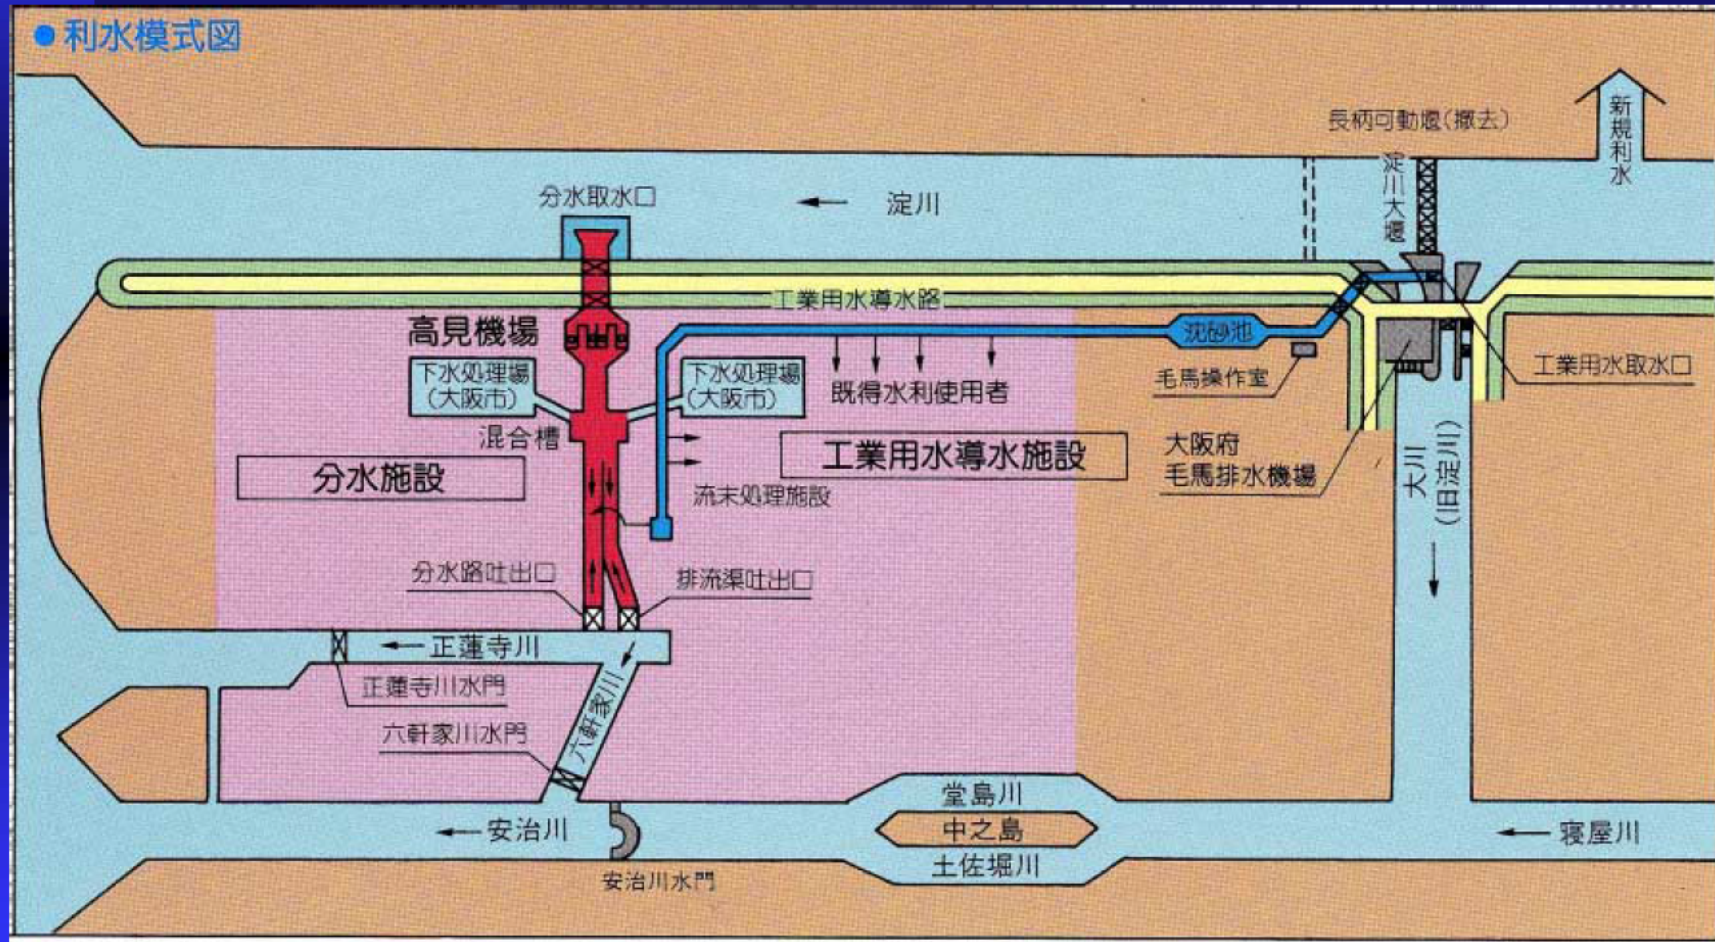 ●利水模式図
長柄可動堰(撤去)
新規利水
淀川大堰
分水取水口
← 淀川
工業用水導水路
高見機場
沈砂池
下水処理場
(大阪市)
下水処理場
(大阪市)
既得水利使用者
毛馬操作室
工業用水取水口
混合槽
分水施設
工業用水導水施設
大阪府
毛馬排水機場
大川
(旧淀川)
流末処理施設
分水路吐出口
排流渠吐出口
← 正蓮寺川
正蓮寺川水門
六軒家川
六軒家川水門
堂島川
← 安治川
中之島
← 寝屋川
土佐堀川
安治川水門